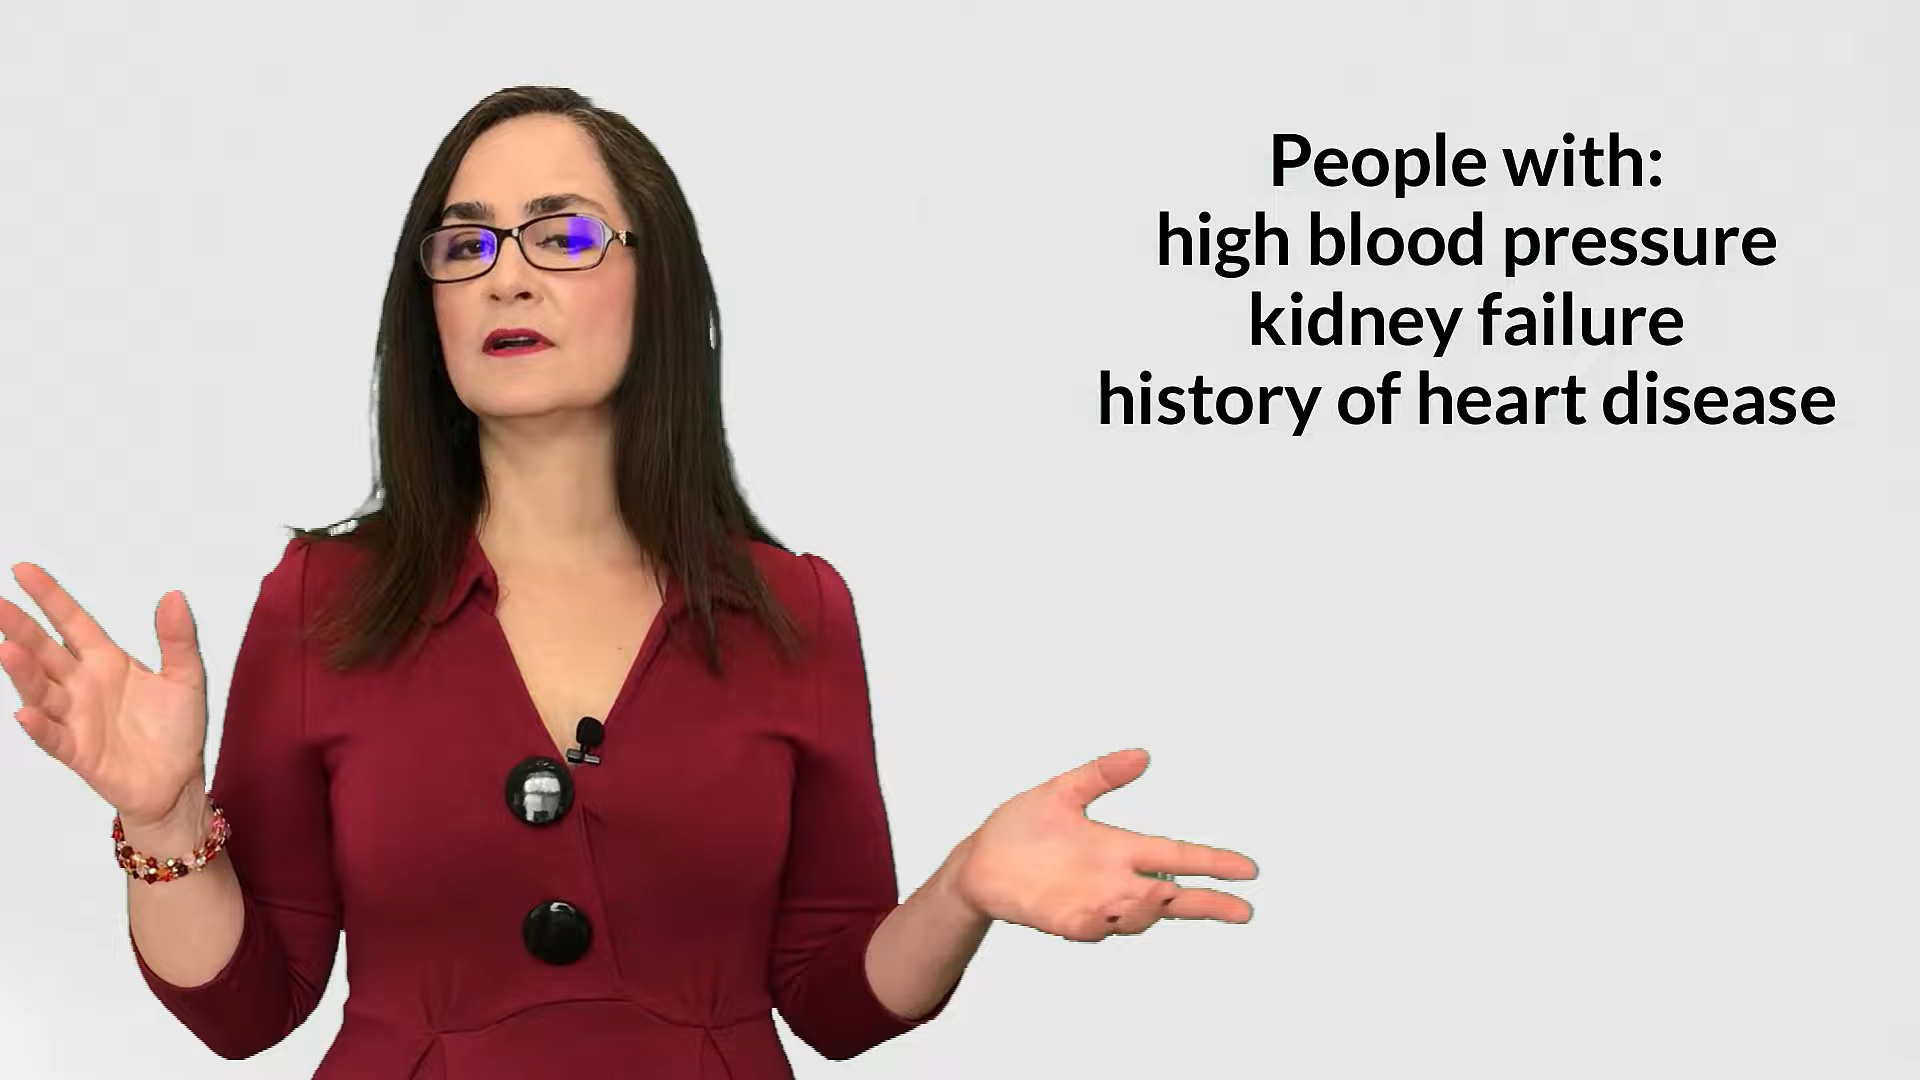 People with:
high blood pressure
kidney failure
history of heart disease